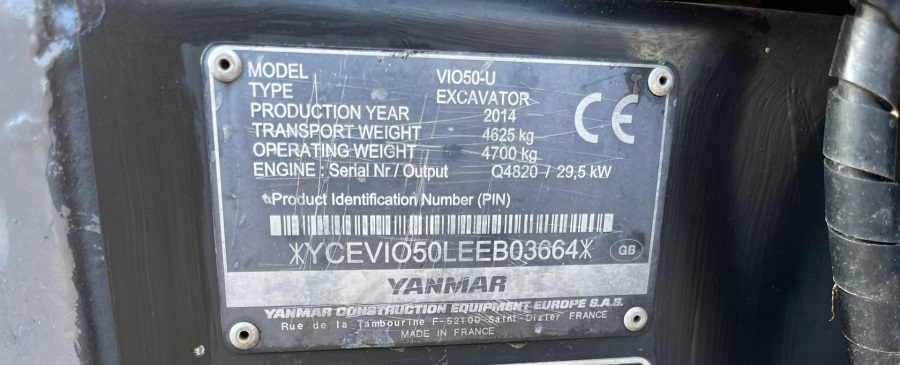 MODEL VIO50-U
TYPE EXCAVATOR
PRODUCTION YEAR 2014
TRANSPORT WEIGHT 4625 kg
OPERATING WEIGHT 4700 kg
ENGINE : Serial Nr / Output Q4820 / 29,5 kW
CE
Product Identification Number (PIN)
*YCEVIO50LEEB03664*
GB
YANMAR
YANMAR CONSTRUCTION EQUIPMENT EUROPE S.A.S.
Rue de la Tambourine F-52100 Saint-Dizier FRANCE
MADE IN FRANCE